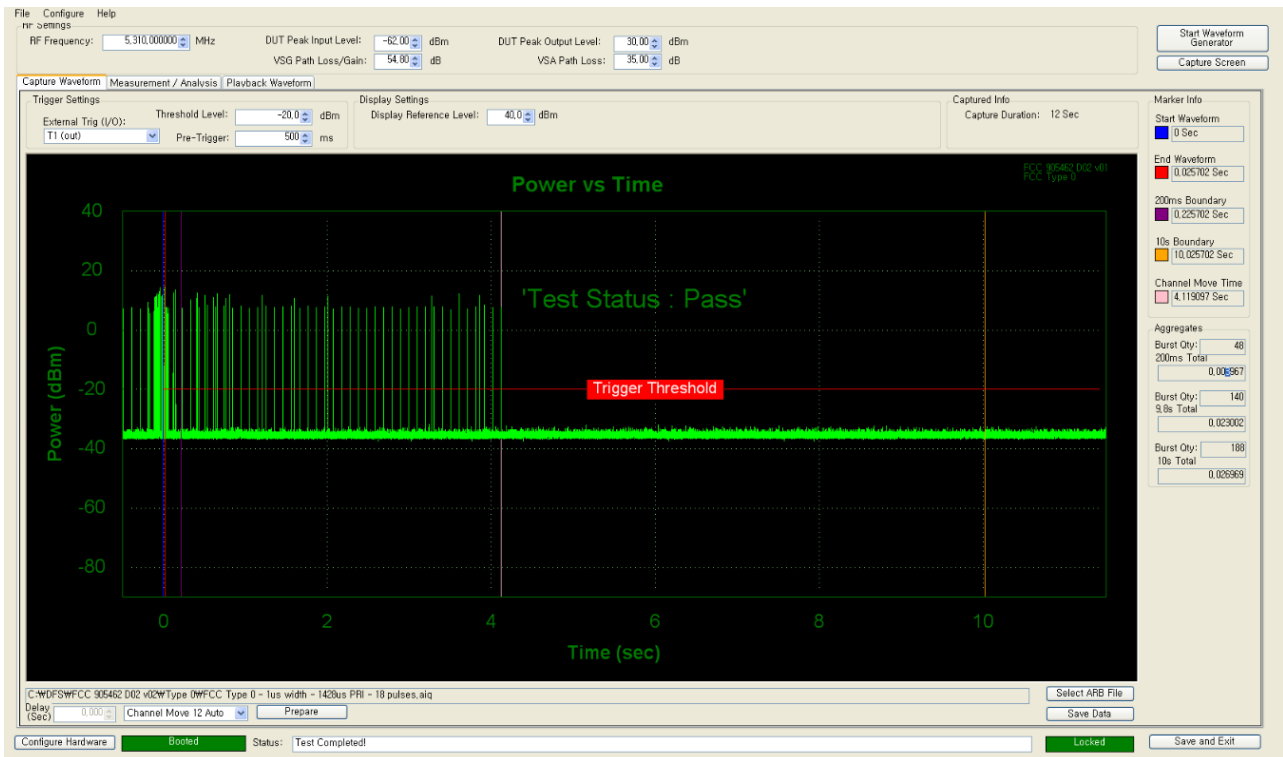 File Configure Help
RF Settings
RF Frequency: 5,310,000000 MHz DUT Peak Input Level: -62,00 dBm DUT Peak Output Level: 30,00 dBm
VSG Path Loss/Gain: 54,80 dB VSA Path Loss: 35,00 dB
Start Waveform
Generator
Capture Screen
Capture Waveform Measurement / Analysis Playback Waveform
Trigger Settings
External Trig (I/O):
T1 (out)
Threshold Level: -20,0 dBm
Pre-Trigger: 500 ms
Display Settings
Display Reference Level: 40,0 dBm
Captured Info
Capture Duration: 12 Sec
Marker Info
Start Waveform
0 Sec
End Waveform
0,025702 Sec
200ms Boundary
0,225702 Sec
10s Boundary
10,025702 Sec
Channel Move Time
4,119097 Sec
Aggregates
Burst Qty: 48
200ms Total
Burst Qty: 140
9,8s Total
0,023002
Burst Qty: 188
10s Total
0,026969
FCC 905462 D02 v01
FCC Type 0
Power vs Time
'Test Status : Pass'
Trigger Threshold
Power (dBm)
40
20
0
-20
-40
-60
-80
0 2 4 6 8 10
Time (sec)
C:₩DFS₩FCC 905462 D02 v02₩Type 0₩FCC Type 0 - 1us width - 1428us PRI - 18 pulses,aiq
Select ARB File
Delay
(Sec) 0,000 Channel Move 12 Auto Prepare
Save Data
Configure Hardware Booted Status: Test Completed! Locked Save and Exit